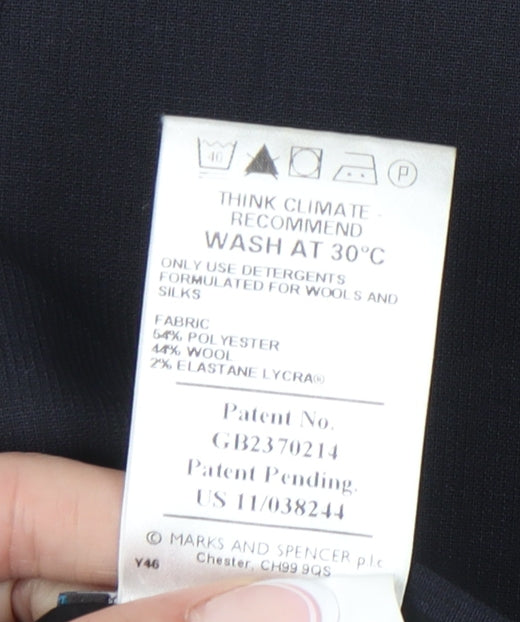 40
P
THINK CLIMATE -
RECOMMEND
WASH AT 30°C
ONLY USE DETERGENTS
FORMULATED FOR WOOLS AND
SILKS
FABRIC
54% POLYESTER
44% WOOL
2% ELASTANE LYCRA®
Patent No.
GB2370214
Patent Pending.
US 11/038244
© MARKS AND SPENCER p.l.c.
Y46 Chester, CH99 9QS